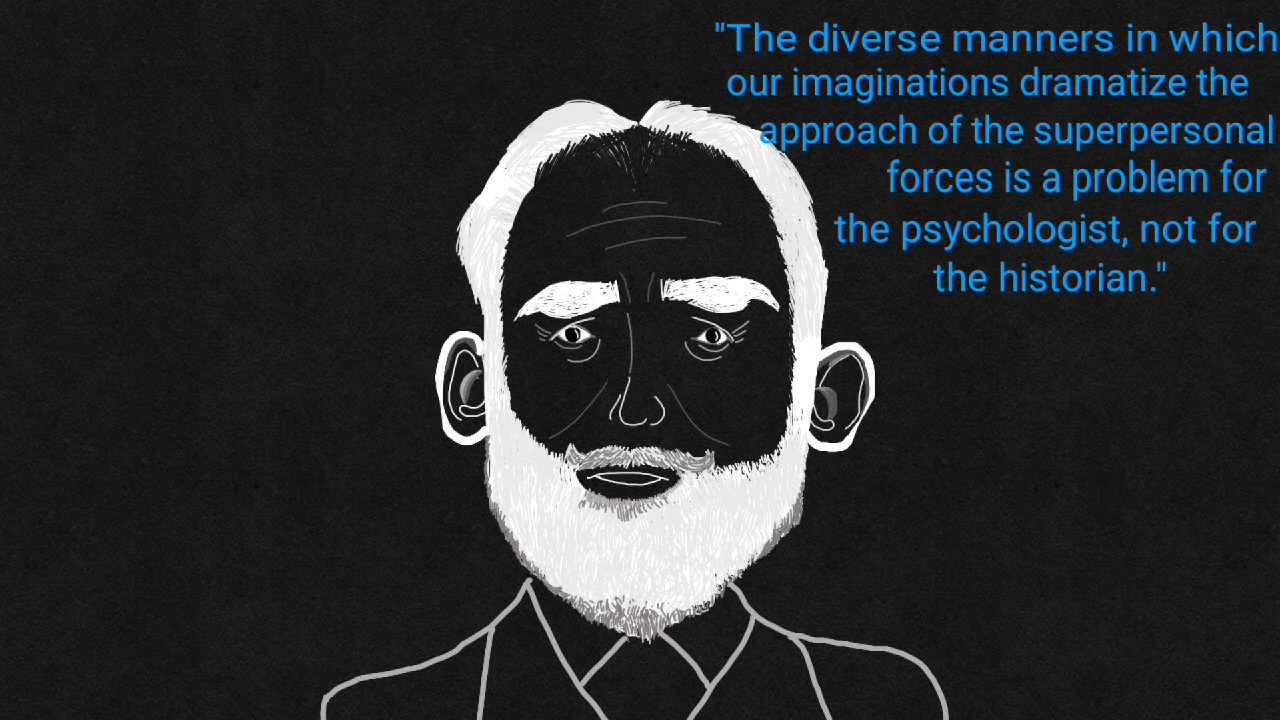 "The diverse manners in which
our imaginations dramatize the
approach of the superpersonal
forces is a problem for
the psychologist, not for
the historian."